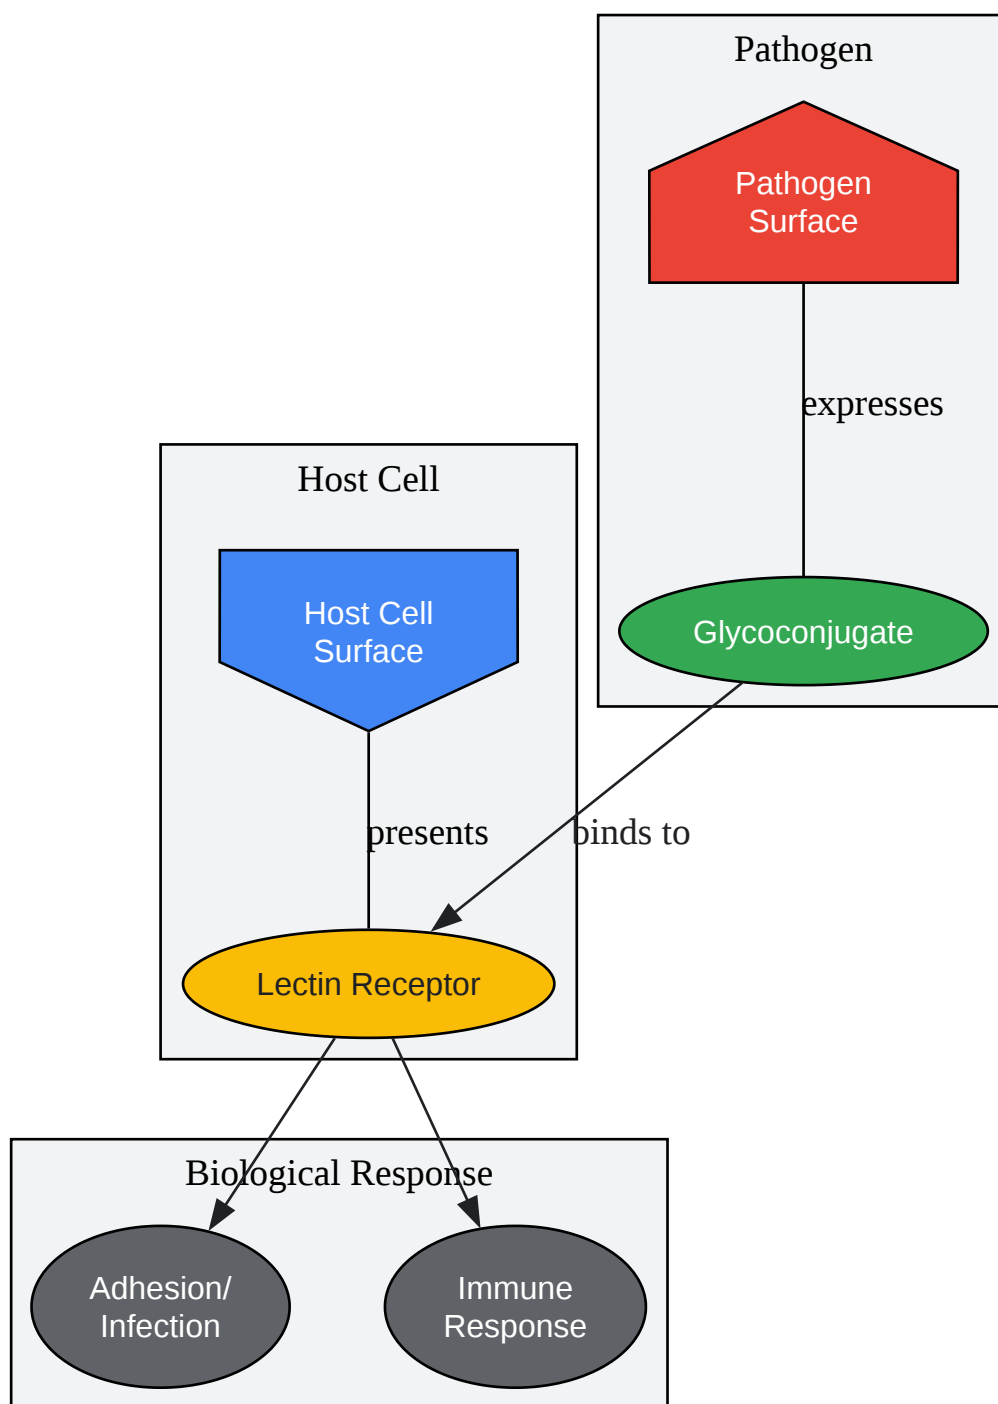 Pathogen
Pathogen
Surface
expresses
Host Cell
Host Cell
Surface
Glycoconjugate
presents
binds to
Lectin Receptor
Biological Response
Adhesion/
Infection
Immune
Response